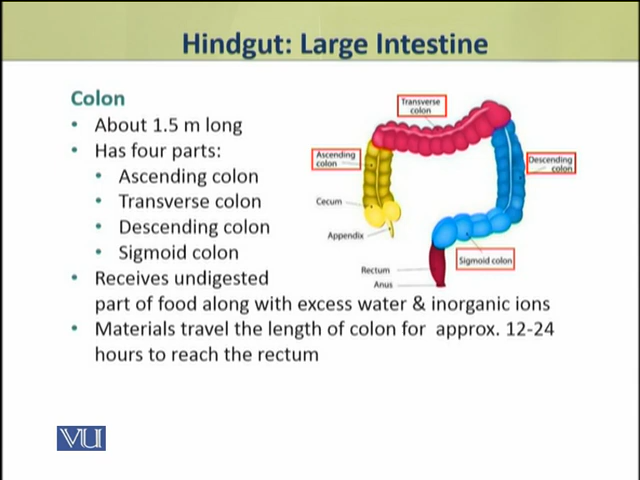 Hindgut: Large Intestine
Colon
• About 1.5 m long
• Has four parts:
• Ascending colon
• Transverse colon
• Descending colon
• Sigmoid colon
• Receives undigested
part of food along with excess water & inorganic ions
• Materials travel the length of colon for approx. 12-24
hours to reach the rectum
Transverse
colon
Ascending
colon
Descending
colon
Cecum
Appendix
Sigmoid colon
Rectum
Anus
VU